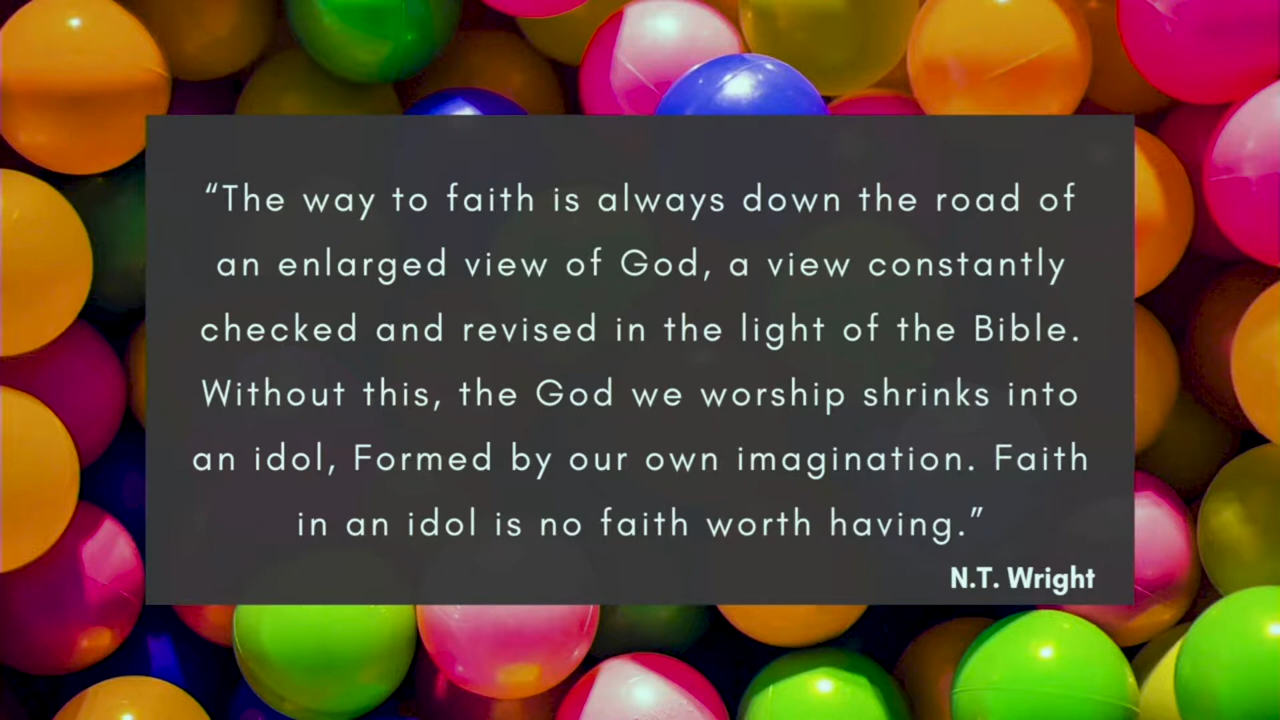 “The way to faith is always down the road of
an enlarged view of God, a view constantly
checked and revised in the light of the Bible.
Without this, the God we worship shrinks into
an idol, Formed by our own imagination. Faith
in an idol is no faith worth having.”
N.T. Wright